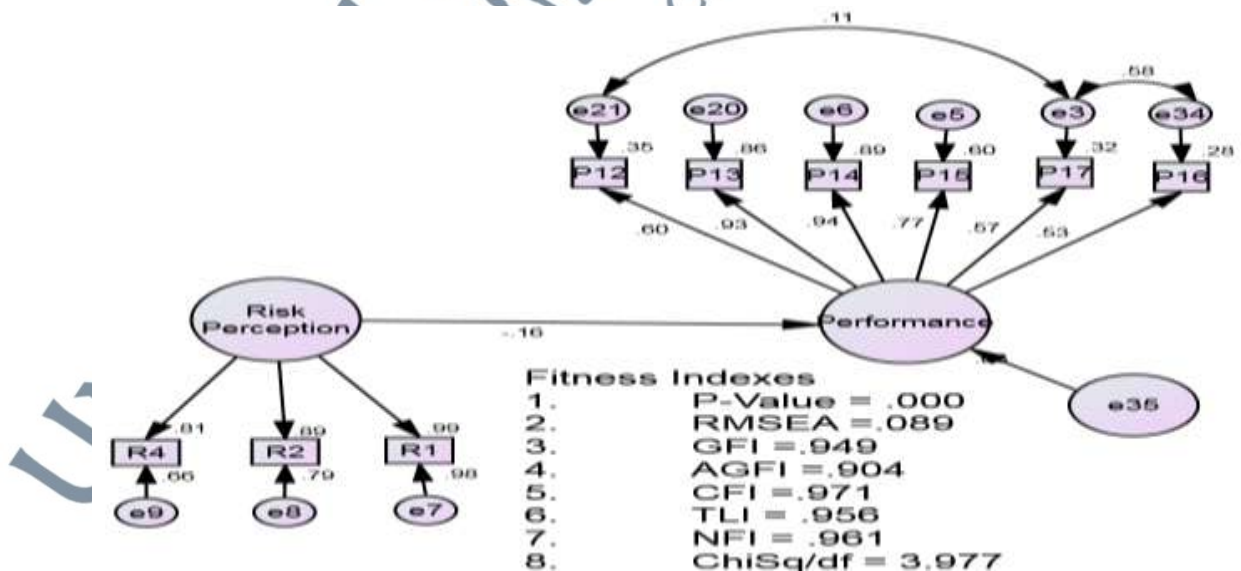 .11
.58
e21 e20 e6 e5 e3 e34
.35 .86 .89 .60 .32 .28
P12 P13 P14 P15 P17 P16
.60 .93 .94 .77 .57 .53
Risk
Perception
Performance
-.16
e35
.81 .89 .99
R4 R2 R1
.66 .79 .98
e9 e8 e7
Fitness Indexes
1. P-Value = .000
2. RMSEA =.089
3. GFI =.949
4. AGFI =.904
5. CFI =.971
6. TLI = .956
7. NFI = .961
8. ChiSq/df = 3.977